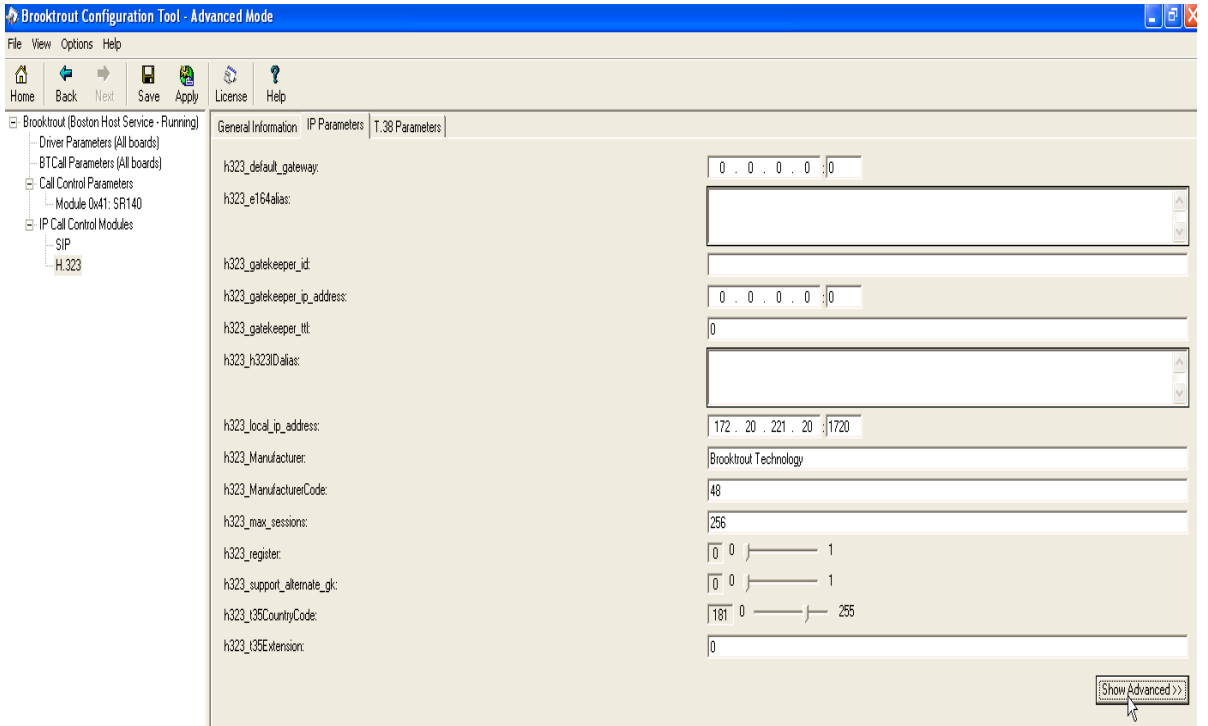 Brooktrout Configuration Tool - Advanced Mode
File View Options Help
Home Back Next Save Apply License Help
Brooktrout (Boston Host Service - Running)
Driver Parameters (All boards)
BTCall Parameters (All boards)
Call Control Parameters
Module 0x41: SR140
IP Call Control Modules
SIP
H.323
General Information IP Parameters T.38 Parameters
h323_default_gateway: 0 . 0 . 0 . 0 :0
h323_e164alias:
h323_gatekeeper_id:
h323_gatekeeper_ip_address: 0 . 0 . 0 . 0 :0
h323_gatekeeper_ttl: 0
h323_h323IDalias:
h323_local_ip_address: 172 . 20 . 221 . 20 :1720
h323_Manufacturer: Brooktrout Technology
h323_ManufacturerCode: 48
h323_max_sessions: 256
h323_register: 0 0 1
h323_support_alternate_gk: 0 0 1
h323_t35CountryCode: 181 0 255
h323_t35Extension: 0
Show Advanced >>